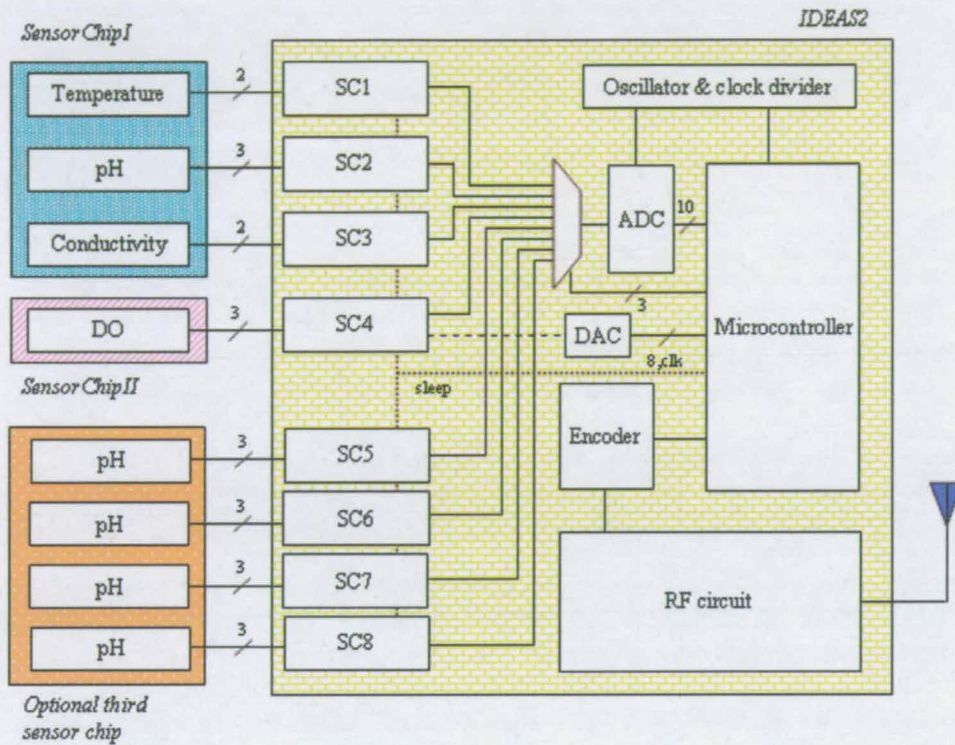 Sensor Chip I
IDEAS2
Temperature
2
SC1
Oscillator & clock divider
pH
3
SC2
ADC
10
Microcontroller
Conductivity
2
SC3
3
DO
3
SC4
DAC
8,clk
Sensor Chip II
sleep
Encoder
pH
3
SC5
pH
3
SC6
pH
3
SC7
RF circuit
pH
3
SC8
Optional third
sensor chip